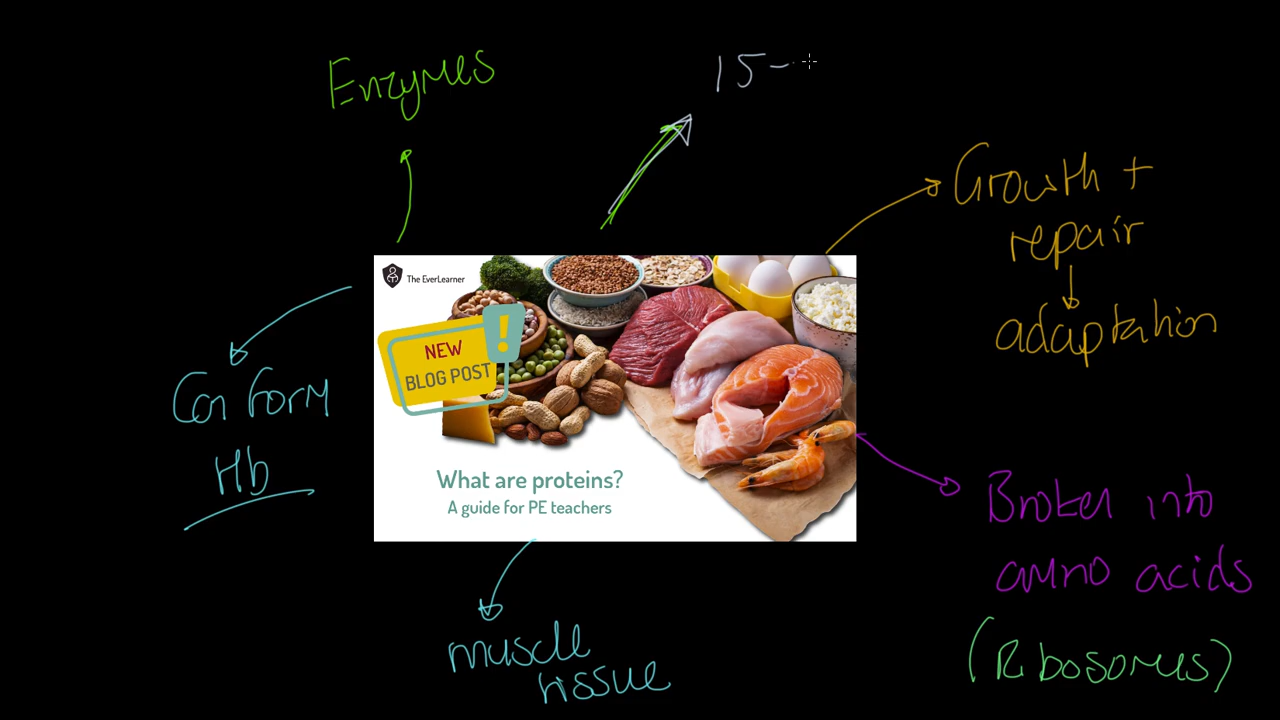 Enzymes
15-
Growth +
repair
adaptation
The EverLearner
NEW
BLOG POST
!
Can form
Hb
What are proteins?
A guide for PE teachers
Broken into
amino acids
(Ribosomes)
muscle
tissue